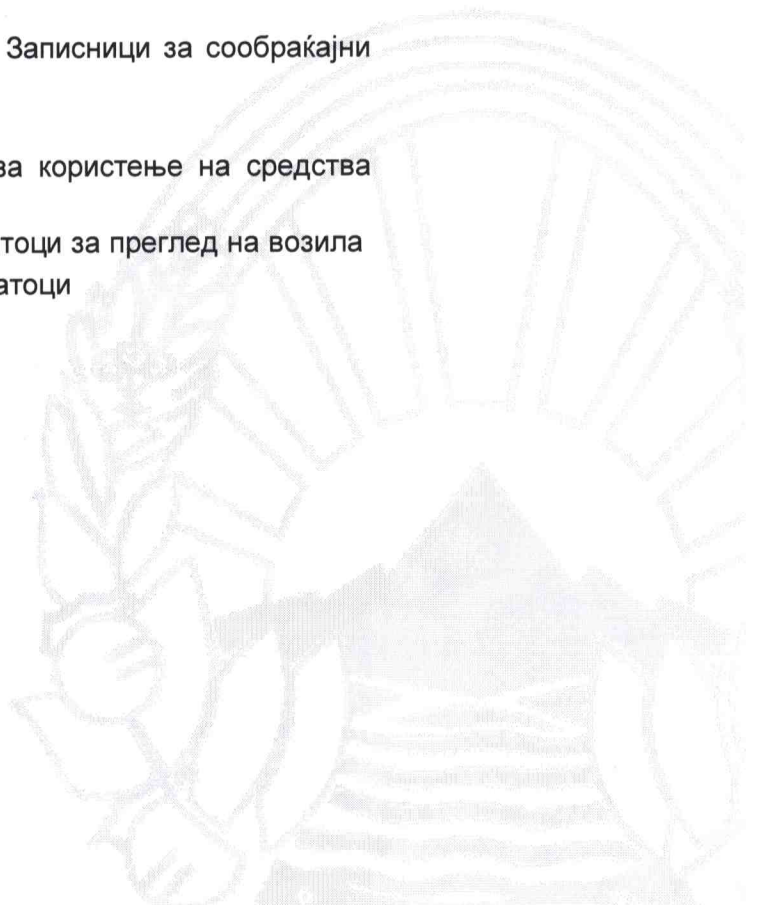 Записници за сообраќајни
за користење на средства
тоци за преглед на возила
атоци